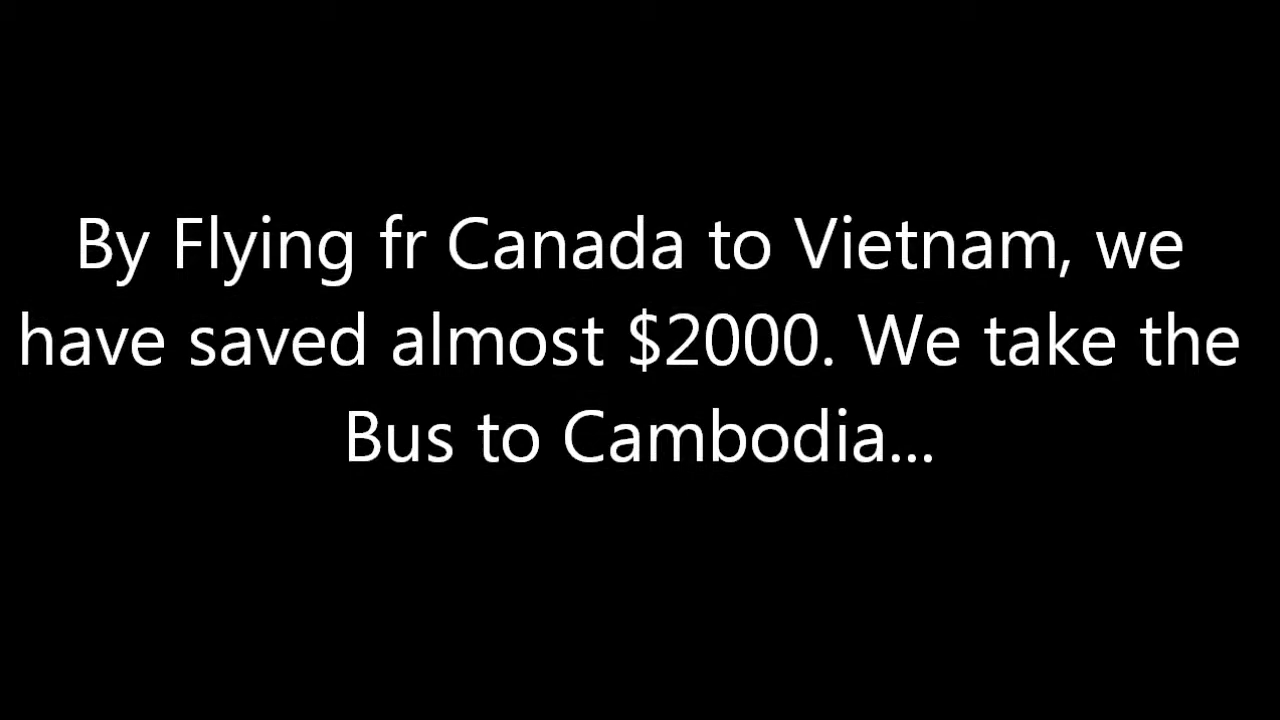 By Flying fr Canada to Vietnam, we
have saved almost $2000. We take the
Bus to Cambodia...